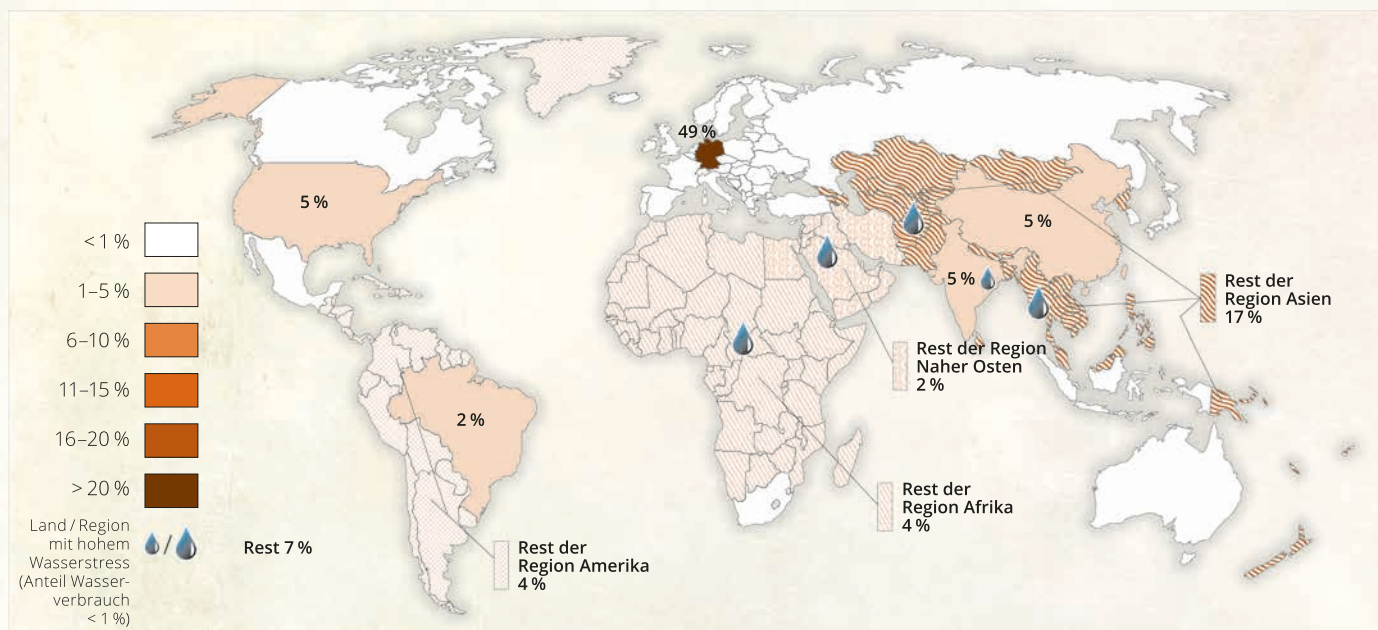 49 %
5 %
5 %
5 %
2 %
< 1 %
1–5 %
6–10 %
11–15 %
16–20 %
> 20 %
Land / Region
mit hohem
Wasserstress
(Anteil Wasser-
verbrauch
< 1 %)
/
Rest 7 %
Rest der
Region Asien
17 %
Rest der Region
Naher Osten
2 %
Rest der
Region Afrika
4 %
Rest der
Region Amerika
4 %